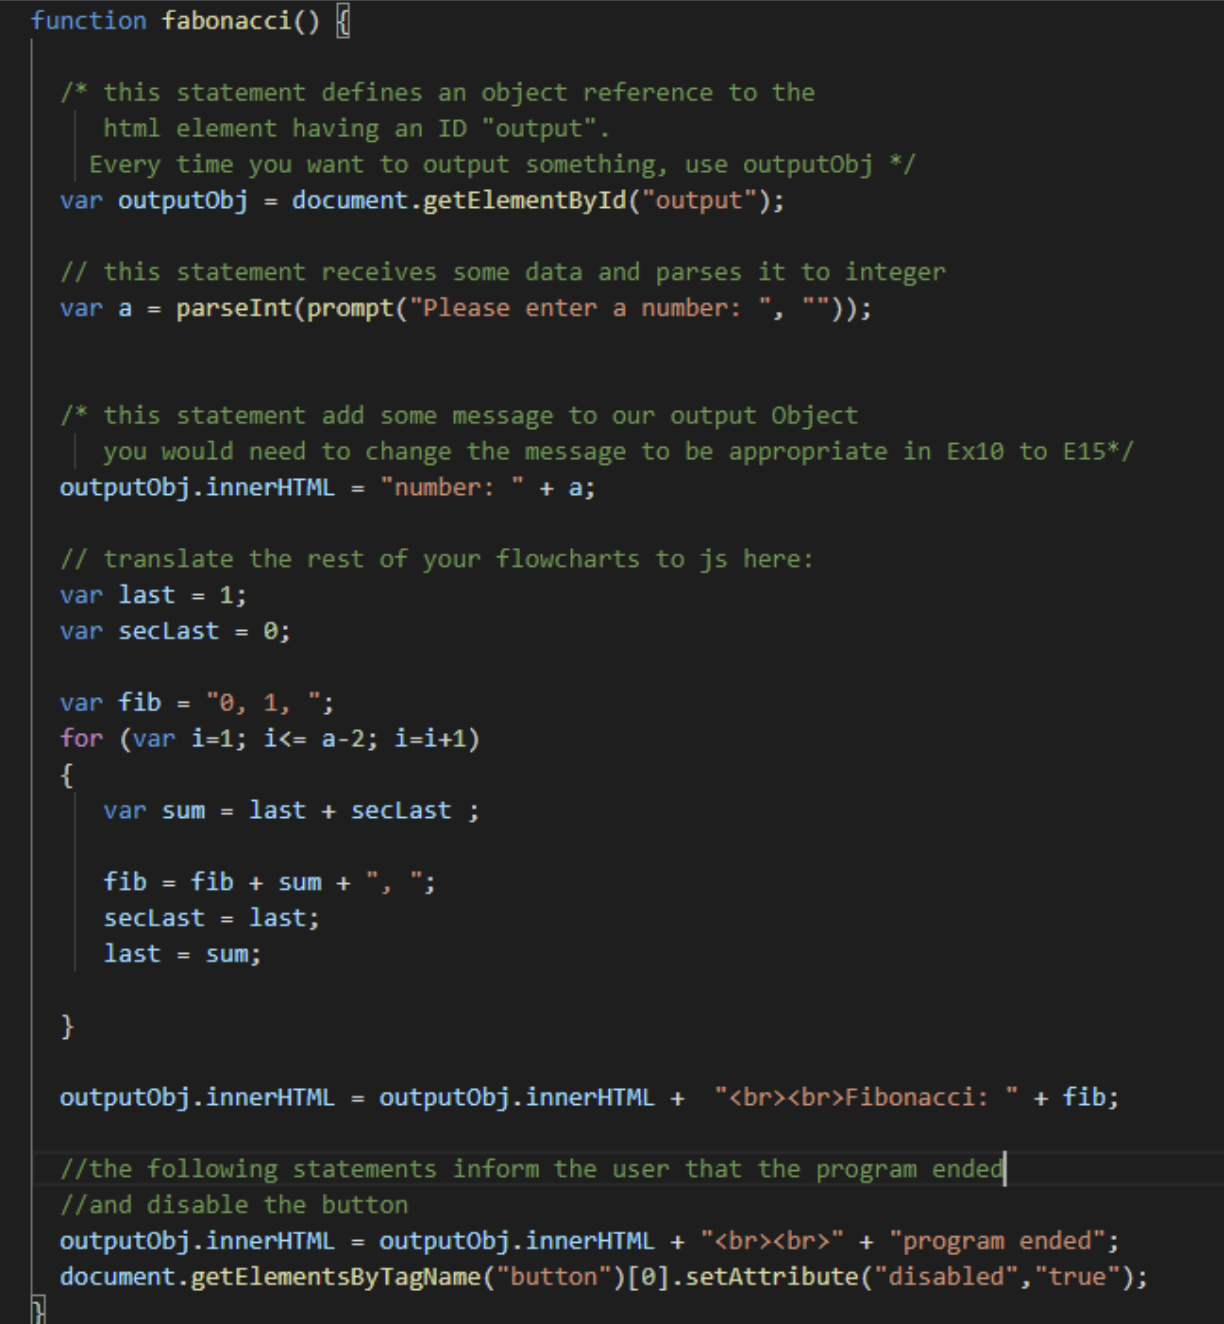 function fabonacci() {
/* this statement defines an object reference to the
html element having an ID "output".
Every time you want to output something, use outputObj */
var outputObj = document.getElementById("output");
// this statement receives some data and parses it to integer
var a = parseInt(prompt("Please enter a number: ", ""));
/* this statement add some message to our output Object
you would need to change the message to be appropriate in Ex10 to E15*/
outputObj.innerHTML = "number: " + a;
// translate the rest of your flowcharts to js here:
var last = 1;
var secLast = 0;
var fib = "0, 1, ";
for (var i=1; i<= a-2; i=i+1)
{
var sum = last + secLast ;
fib = fib + sum + ", ";
secLast = last;
last = sum;
}
outputObj.innerHTML = outputObj.innerHTML +  "<br><br>Fibonacci: " + fib;
//the following statements inform the user that the program ended
//and disable the button
outputObj.innerHTML = outputObj.innerHTML + "<br><br>" + "program ended";
document.getElementsByTagName("button")[0].setAttribute("disabled","true");
}